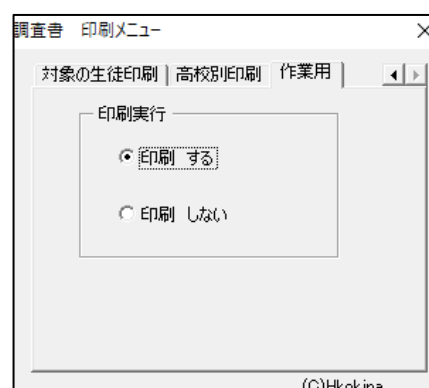 調査書 印刷メニュー
対象の生徒印刷 高校別印刷 作業用
印刷実行
印刷 する
印刷 しない
(C)Hkokina